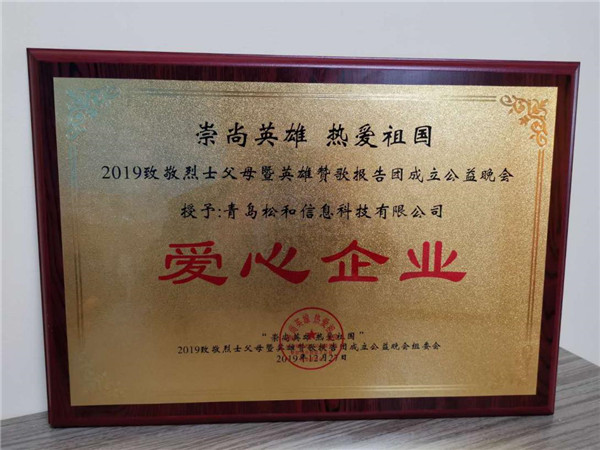 崇尚英雄 热爱祖国
2019致敬烈士父母暨英雄赞歌报告团成立公益晚会
授予:青岛松和信息科技有限公司
爱心企业
“崇尚英雄 热爱祖国”
2019致敬烈士父母暨英雄赞歌报告团成立公益晚会组委会
2019年12月27日